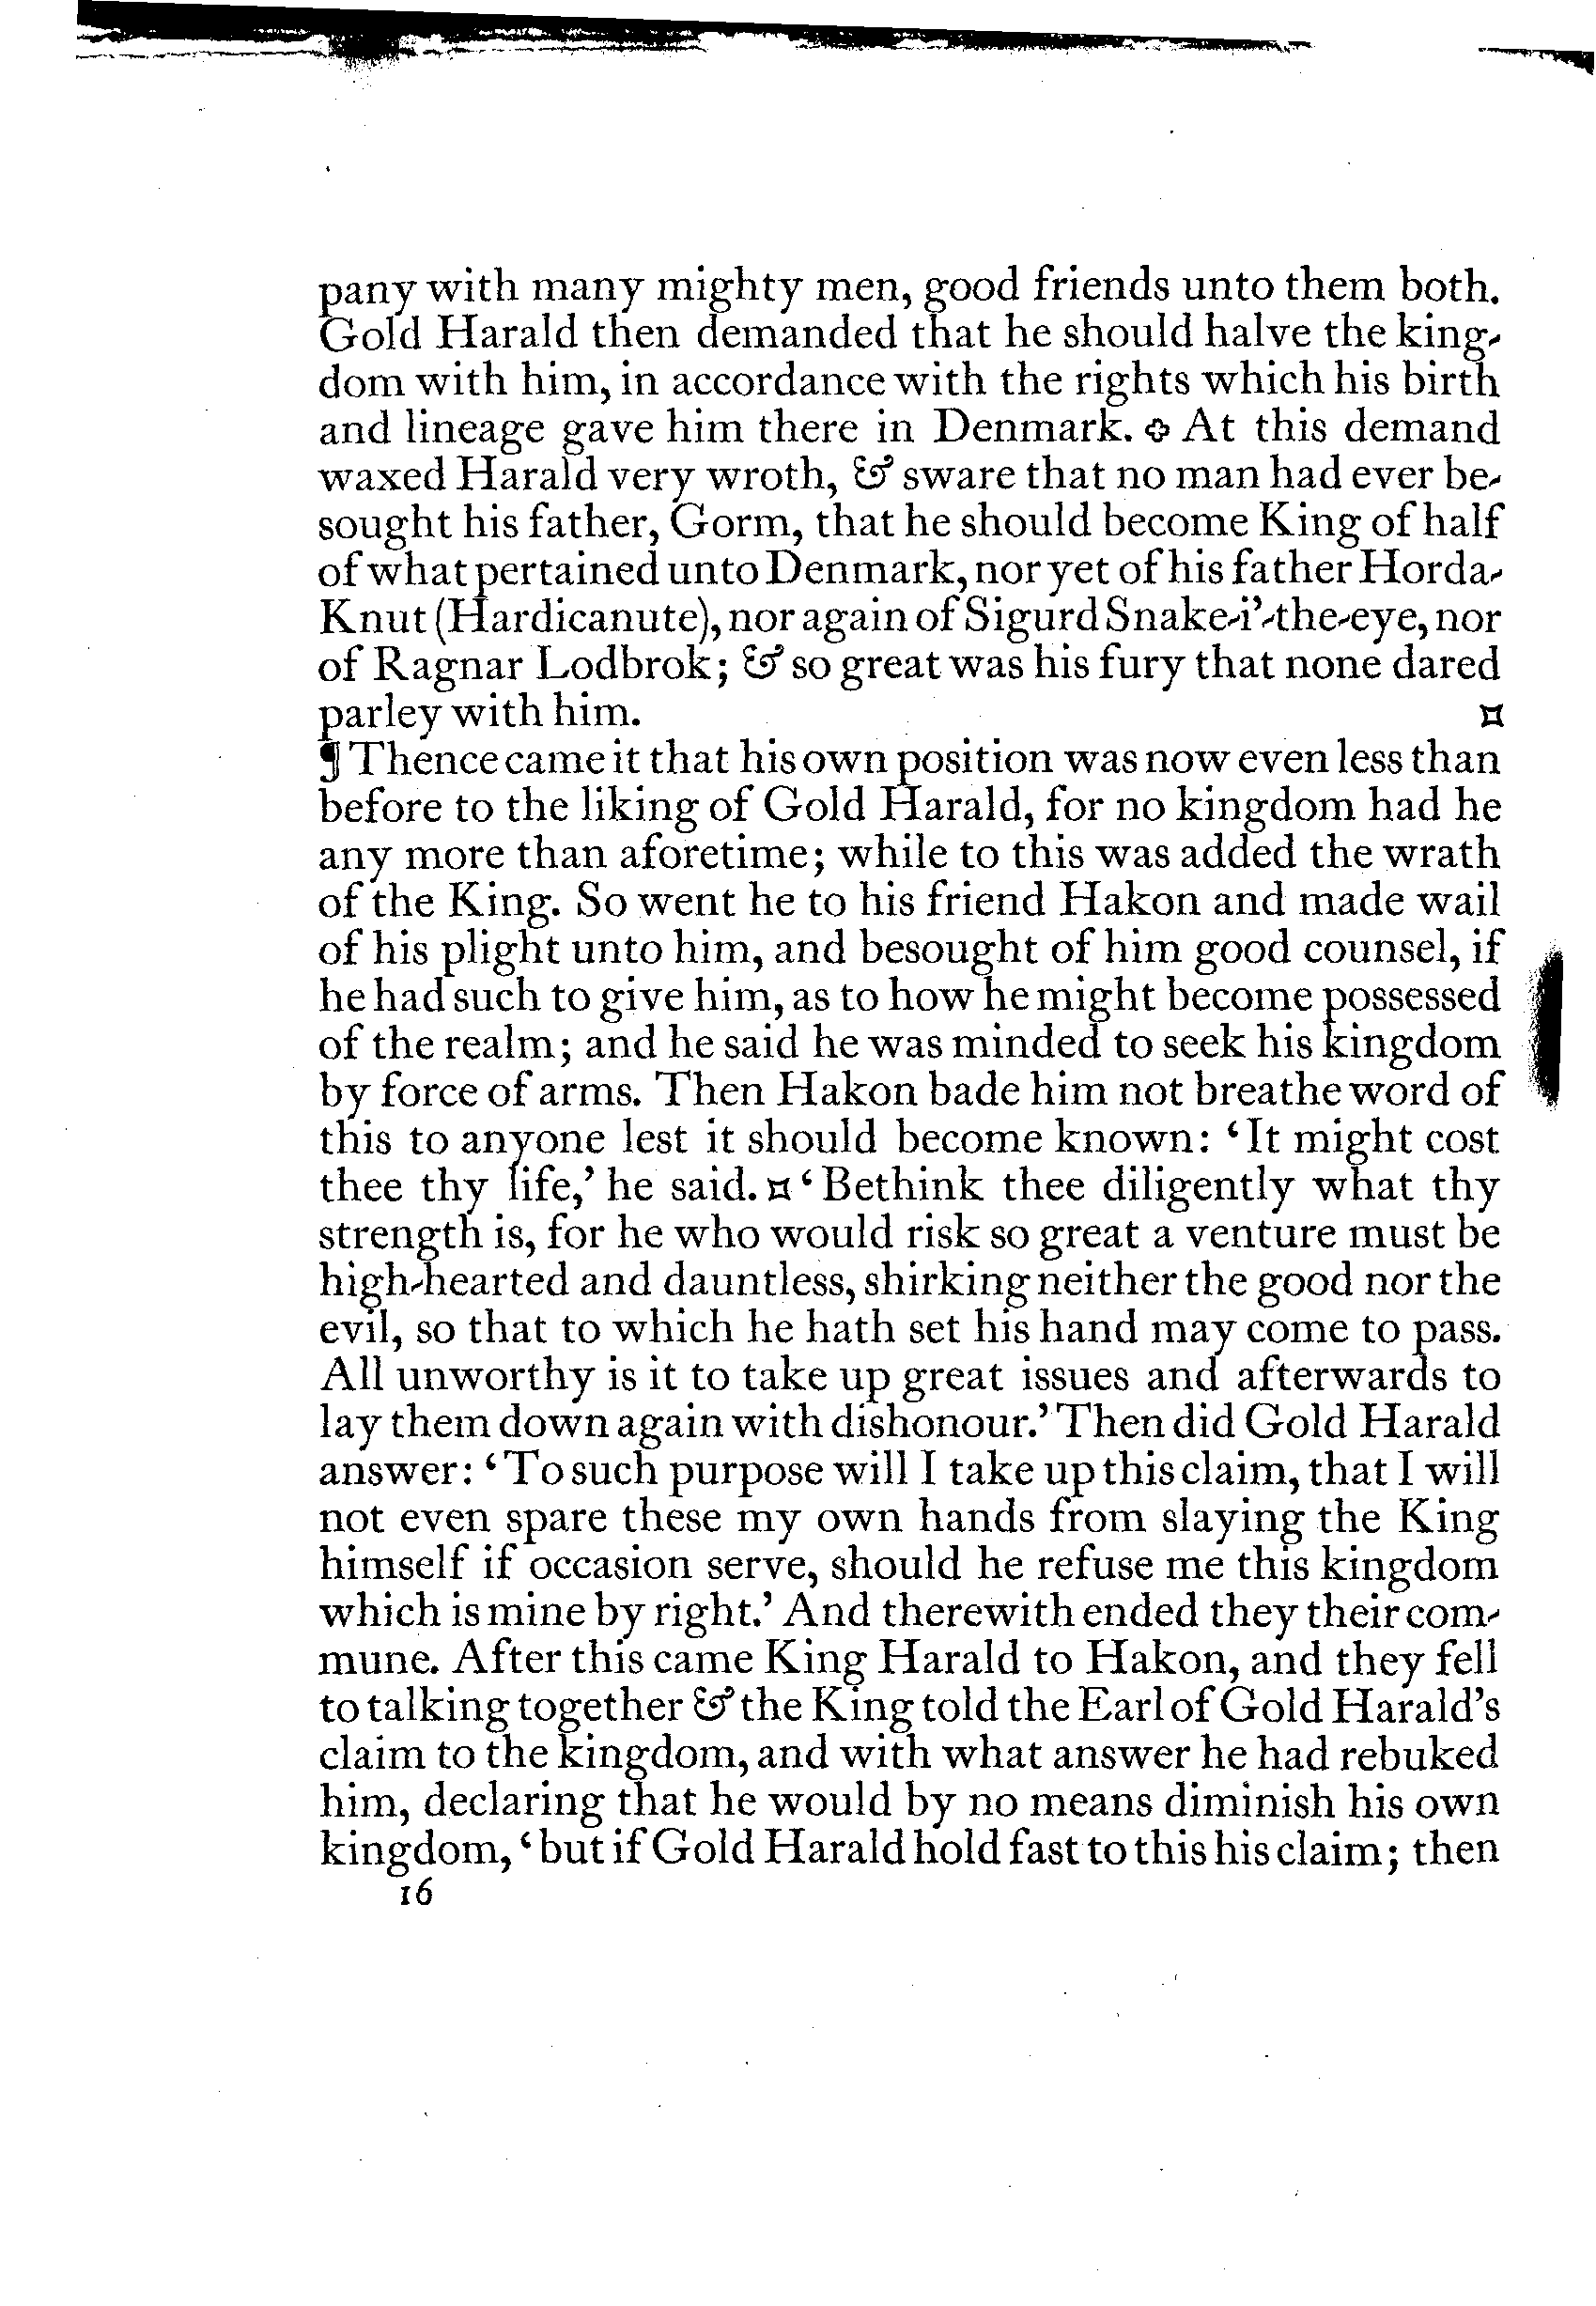 pany with many mighty men, good friends unto them both.
Gold Harald then demanded that he should halve the king-
dom with him, in accordance with the rights which his birth
and lineage gave him there in Denmark. At this demand
waxed Harald very wroth, & sware that no man had ever be-
sought his father, Gorm, that he should become King of half
of what pertained unto Denmark, nor yet of his father Horda-
Knut (Hardicanute), nor again of Sigurd Snake-i'-the-eye, nor
of Ragnar Lodbrok; & so great was his fury that none dared
parley with him.
¶ Thence came it that his own position was now even less than
before to the liking of Gold Harald, for no kingdom had he
any more than aforetime; while to this was added the wrath
of the King. So went he to his friend Hakon and made wail
of his plight unto him, and besought of him good counsel, if
he had such to give him, as to how he might become possessed
of the realm; and he said he was minded to seek his kingdom
by force of arms. Then Hakon bade him not breathe word of
this to anyone lest it should become known: 'It might cost
thee thy life,' he said. 'Bethink thee diligently what thy
strength is, for he who would risk so great a venture must be
high-hearted and dauntless, shirking neither the good nor the
evil, so that to which he hath set his hand may come to pass.
All unworthy is it to take up great issues and afterwards to
lay them down again with dishonour.' Then did Gold Harald
answer: 'To such purpose will I take up this claim, that I will
not even spare these my own hands from slaying the King
himself if occasion serve, should he refuse me this kingdom
which is mine by right.' And therewith ended they their com-
mune. After this came King Harald to Hakon, and they fell
to talking together & the King told the Earl of Gold Harald's
claim to the kingdom, and with what answer he had rebuked
him, declaring that he would by no means diminish his own
kingdom, 'but if Gold Harald hold fast to this his claim; then
16